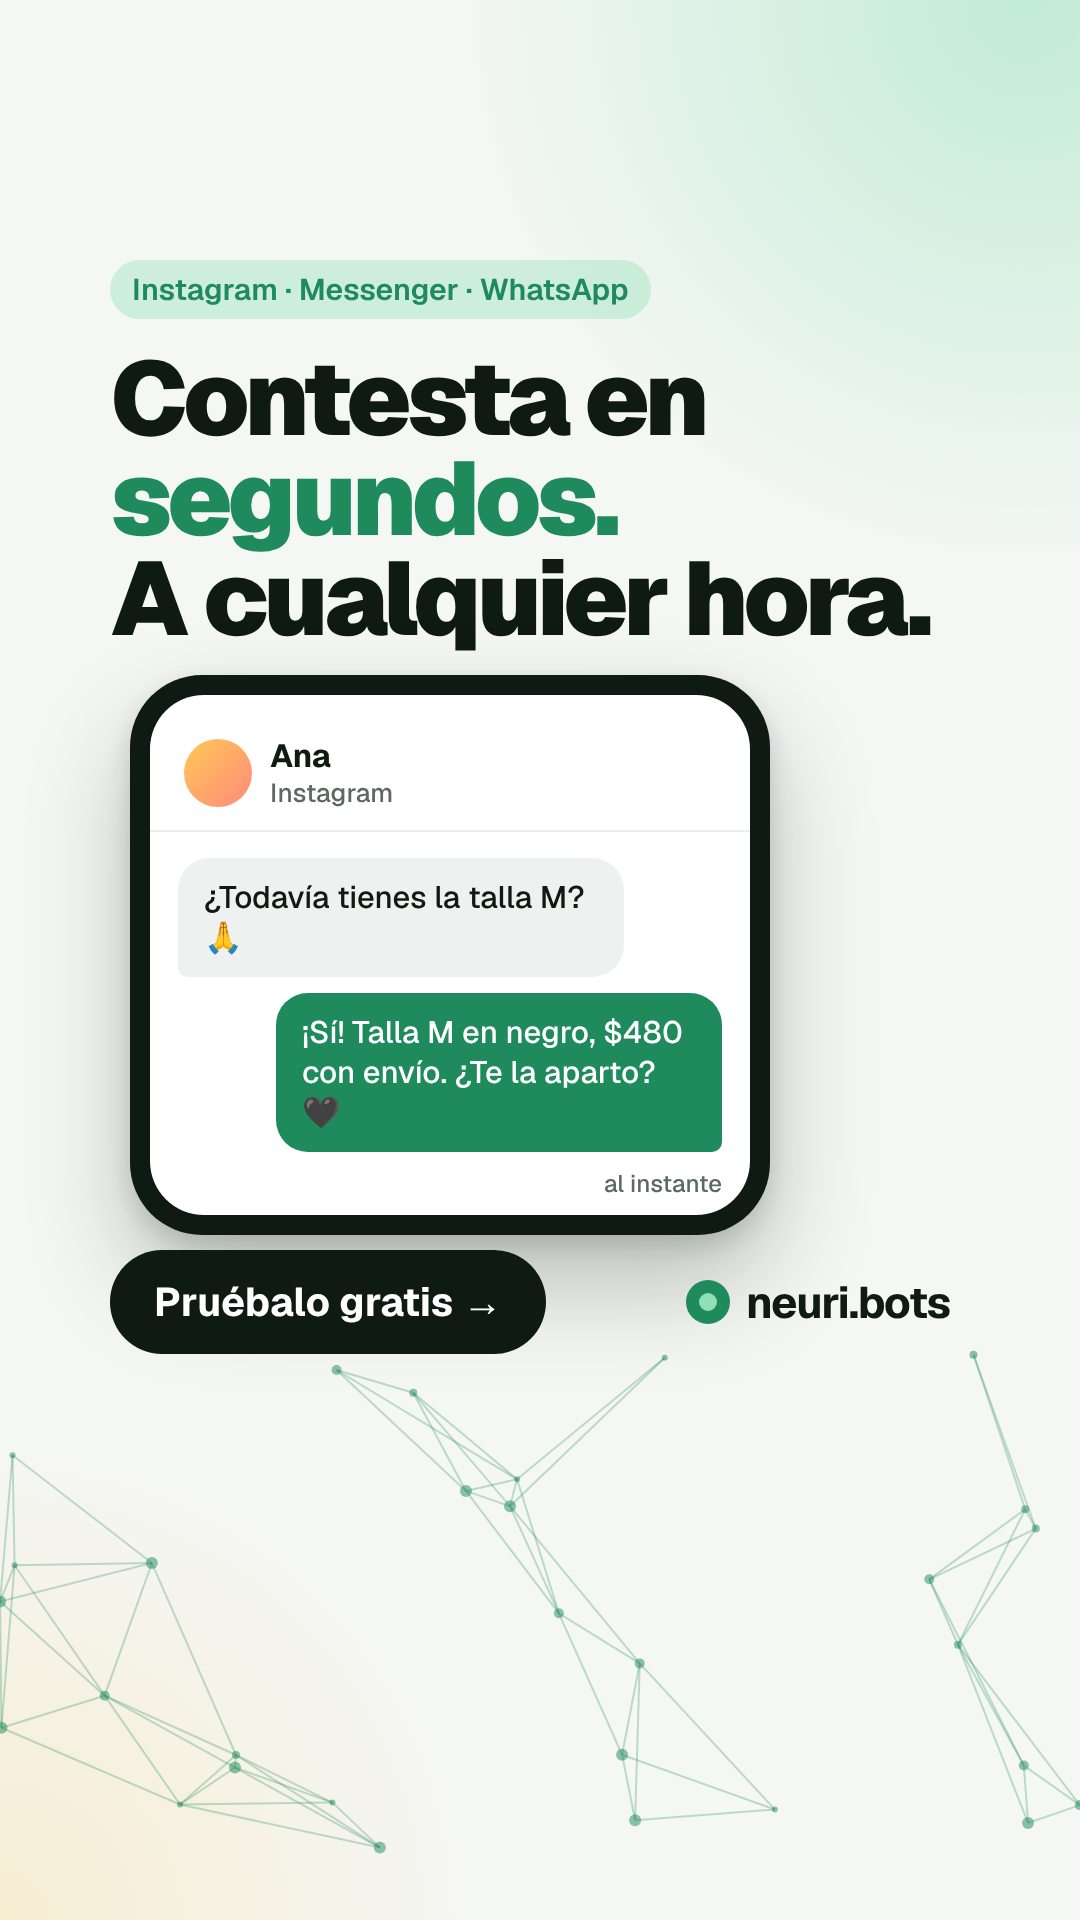 Instagram · Messenger · WhatsApp
Contesta en
segundos.
A cualquier hora.
Ana
Instagram
¿Todavía tienes la talla M?
🙏
¡Sí! Talla M en negro, $480
con envío. ¿Te la aparto?
🖤
al instante
Pruébalo gratis →
neuri.bots